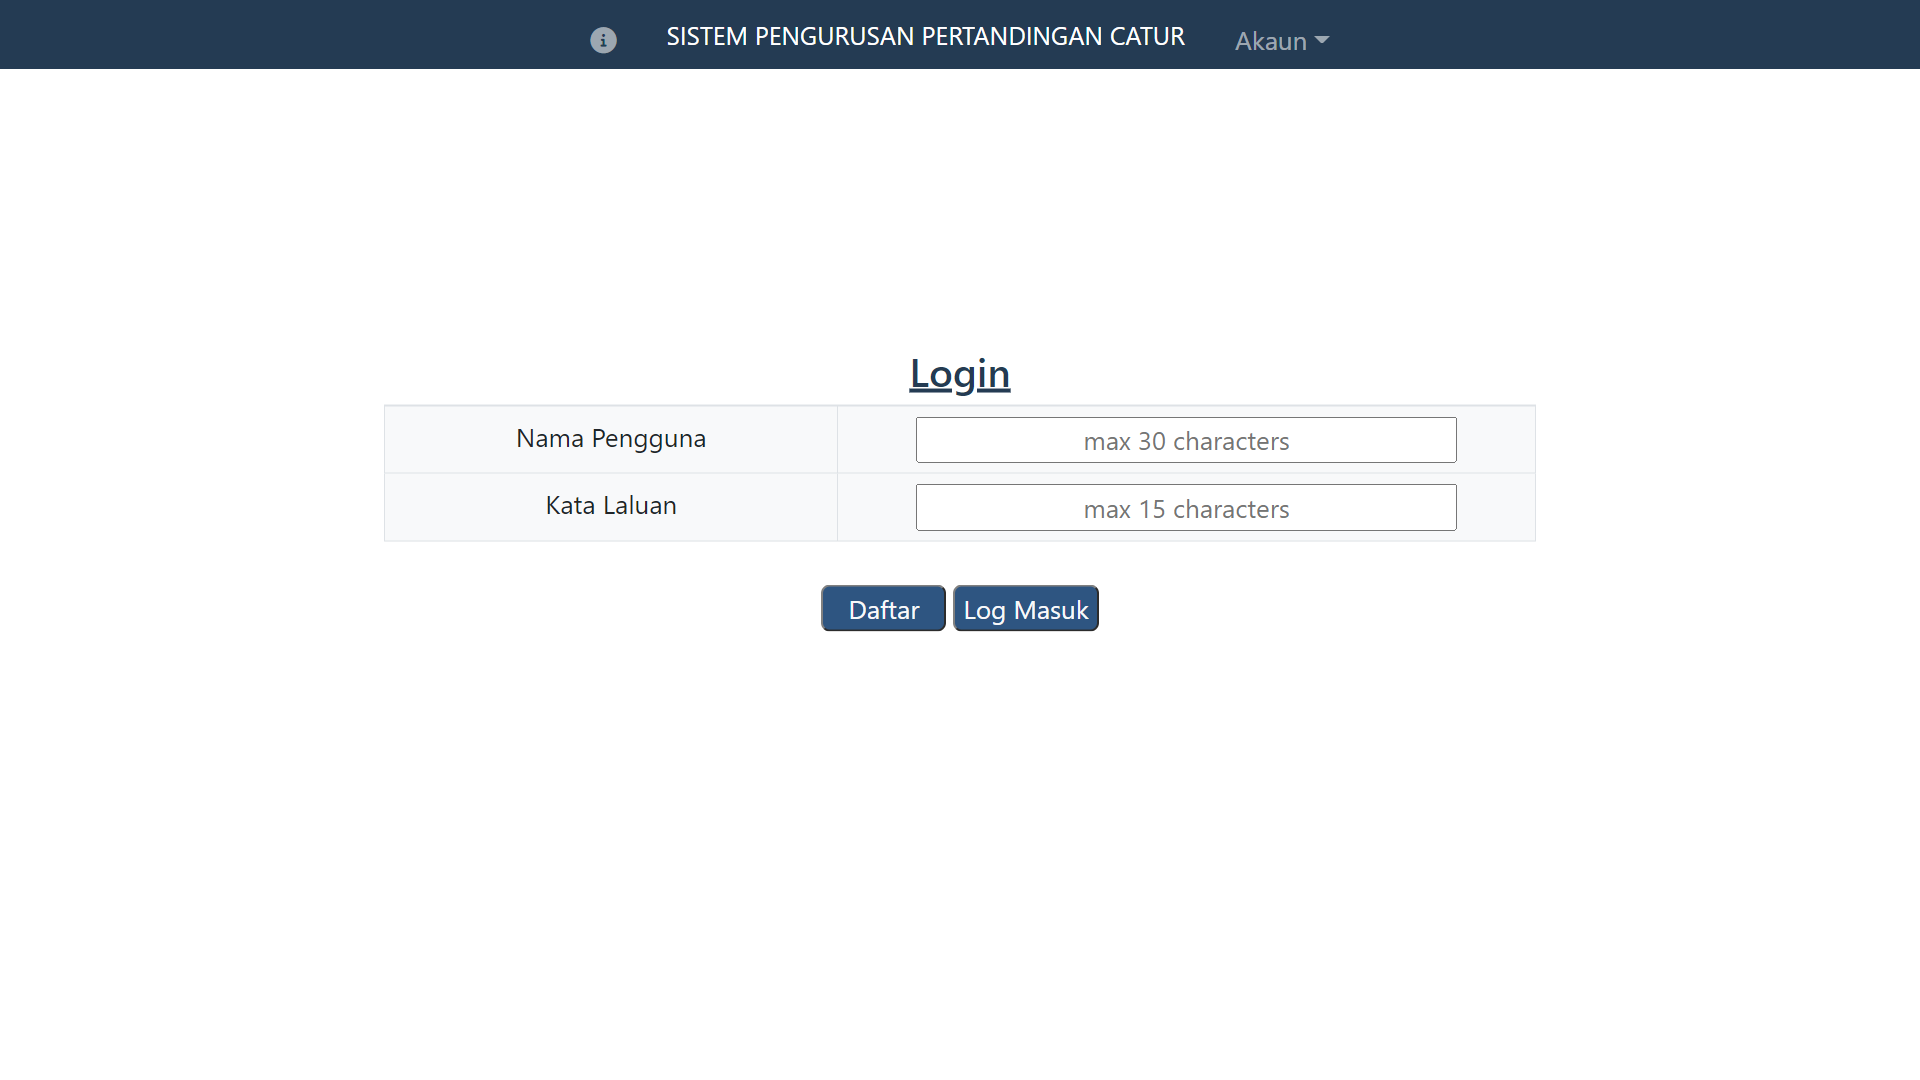 SISTEM PENGURUSAN PERTANDINGAN CATUR Akaun
Login
Nama Pengguna max 30 characters
Kata Laluan max 15 characters
Daftar Log Masuk